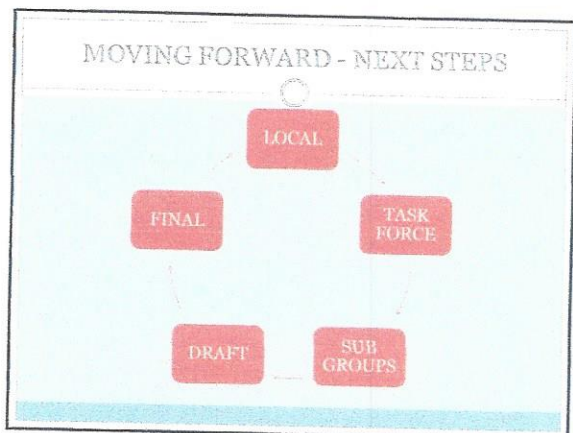 MOVING FORWARD - NEXT STEPS
LOCAL
TASK
FORCE
SUB
GROUPS
DRAFT
FINAL